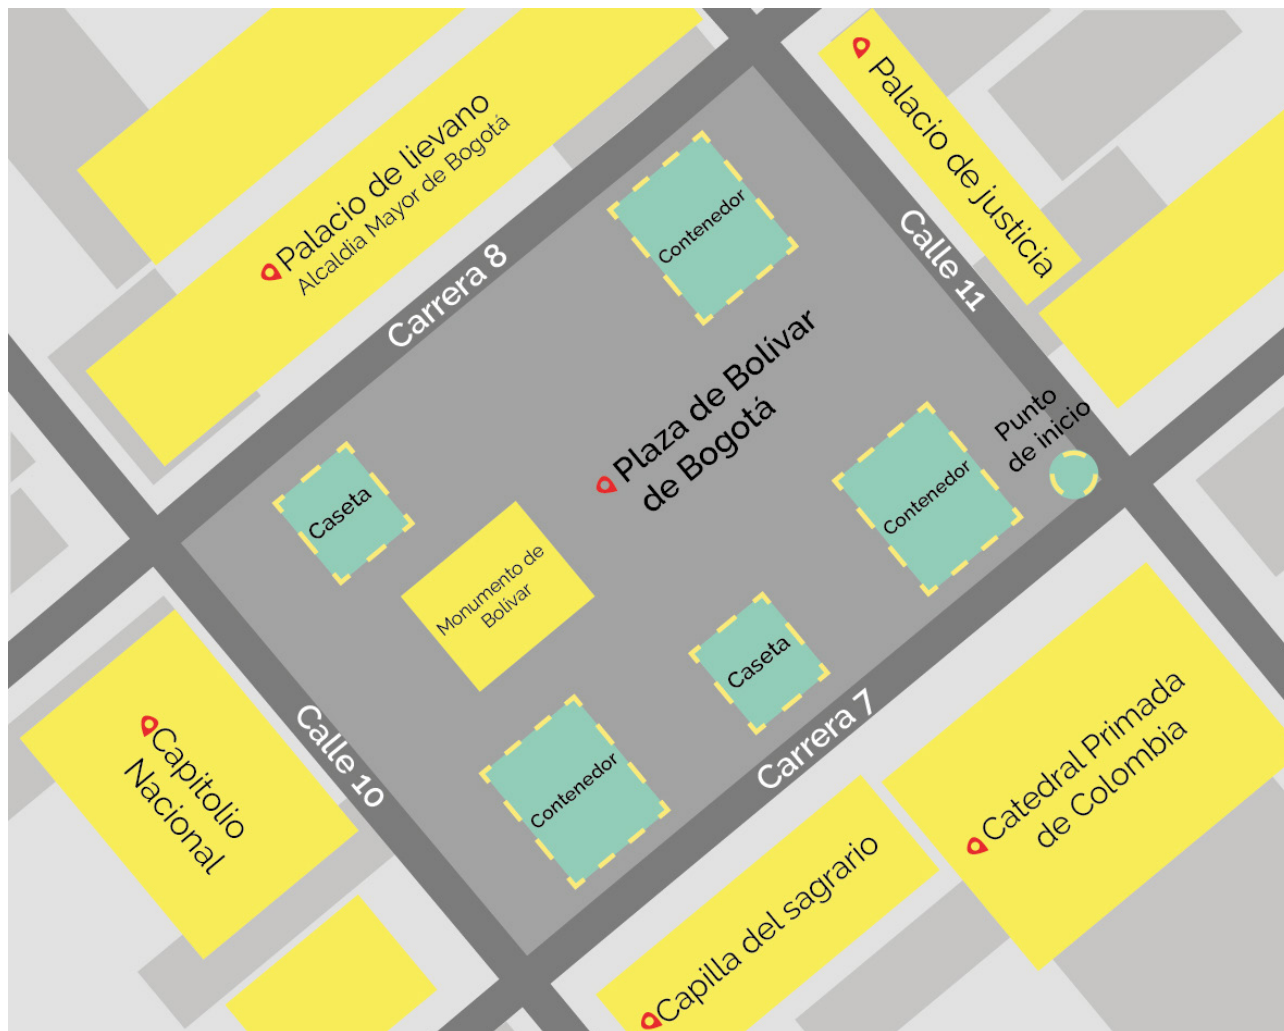 Palacio de lievano
Alcaldía Mayor de Bogotá
Carrera 8
Palacio de justicia
Calle 11
Contenedor
Plaza de Bolívar
de Bogotá
Punto
de inicio
Contenedor
Caseta
Monumento de
Bolívar
Caseta
Contenedor
Carrera 7
Calle 10
Capitolio
Nacional
Catedral Primada
de Colombia
Capilla del sagrario